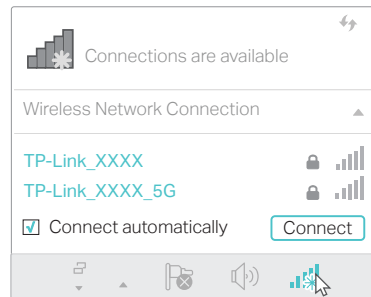 Connections are available
Wireless Network Connection
TP-Link_XXXX
TP-Link_XXXX_5G
Connect automatically
Connect